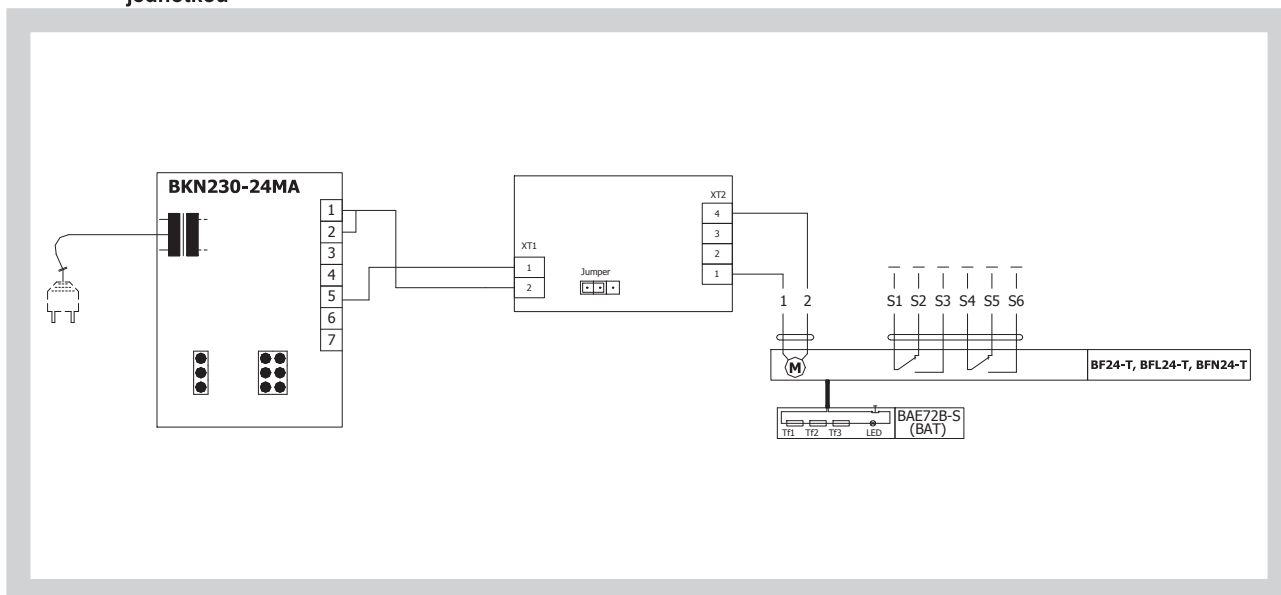 jednotkou
BKN230-24MA
1
2
3
4
5
6
7
XT1
1
2
Jumper
XT2
4
3
2
1
1 2
S1 S2 S3 S4 S5 S6
M
BF24-T, BFL24-T, BFN24-T
Tf1 Tf2 Tf3 LED
BAE72B-S
(BAT)